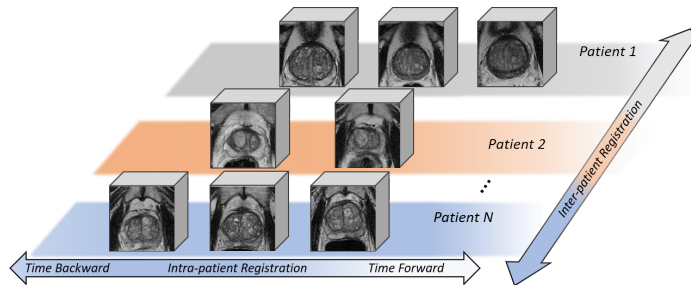 Patient 1
Patient 2
Patient N
Inter-patient Registration
Time Backward
Intra-patient Registration
Time Forward